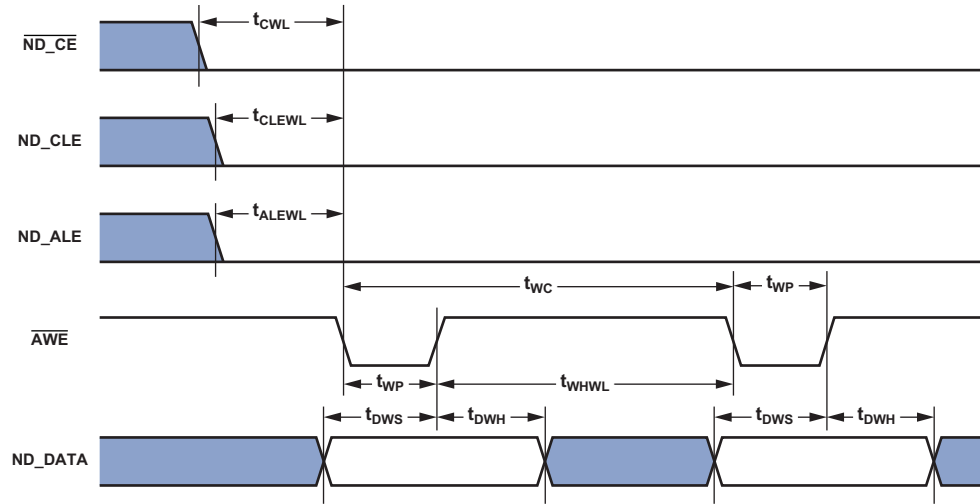 t_CWL
ND_CE
t_CLEWL
ND_CLE
t_ALEWL
ND_ALE
t_WC t_WP
AWE
t_WP t_WHWL
t_DWS t_DWH t_DWS t_DWH
ND_DATA